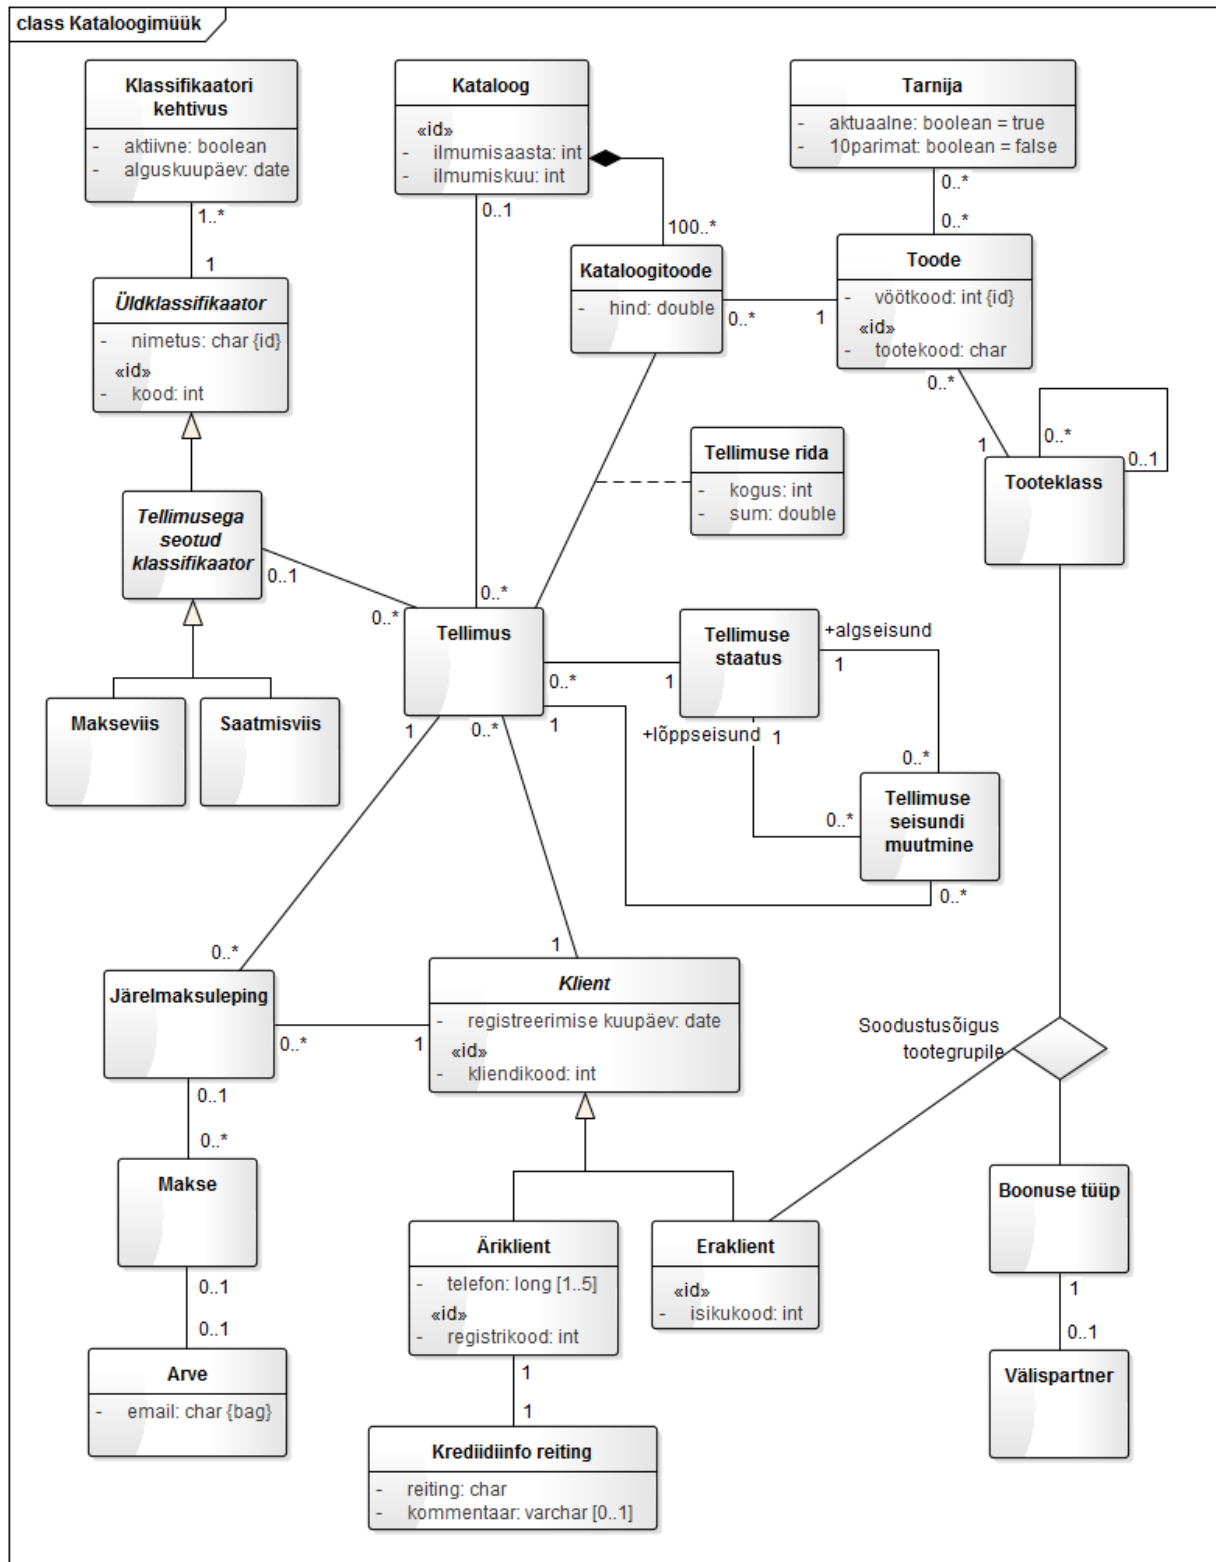 class Kataloogimüük
Klassifikaatori
kehtivus
- aktiivne: boolean
- alguskuupäev: date
1..*
1
Üldklassifikaator
- nimetus: char {id}
«id»
- kood: int
Tellimusega
seotud
klassifikaator
0..1
0..*
Makseviis
Saatmisviis
Kataloog
«id»
- ilmumisaasta: int
- ilmumiskuu: int
0..1
0..*
100..*
Kataloogitoode
- hind: double
0..*
1
Tarnija
- aktuaalne: boolean = true
- 10parimat: boolean = false
0..*
0..*
Toode
- vöötkood: int {id}
«id»
- tootekood: char
0..*
1
Tooteklass
0..*
0..1
Tellimuse rida
- kogus: int
- sum: double
Tellimus
0..*
1
Tellimuse
staatus
+algseisund
1
0..*
+lõppseisund
1
0..*
Tellimuse
seisundi
muutmine
1
0..*
1
0..*
0..*
1
Järelmaksuleping
0..*
1
Klient
- registreerimise kuupäev: date
«id»
- kliendikood: int
Soodustusõigus
tootegrupile
0..1
0..*
Makse
0..1
0..1
Arve
- email: char {bag}
Äriklient
- telefon: long [1..5]
«id»
- registrikood: int
1
1
Krediidiinfo reiting
- reiting: char
- kommentaar: varchar [0..1]
Eraklient
«id»
- isikukood: int
Boonuse tüüp
1
0..1
Välispartner